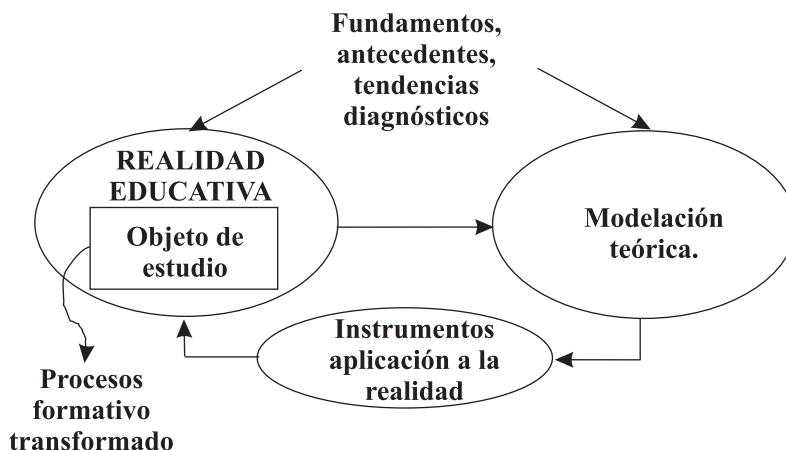 Fundamentos,
antecedentes,
tendencias
diagnósticos
REALIDAD
EDUCATIVA
Objeto de
estudio
Modelación
teórica.
Instrumentos
aplicación a la
realidad
Procesos
formativo
transformado